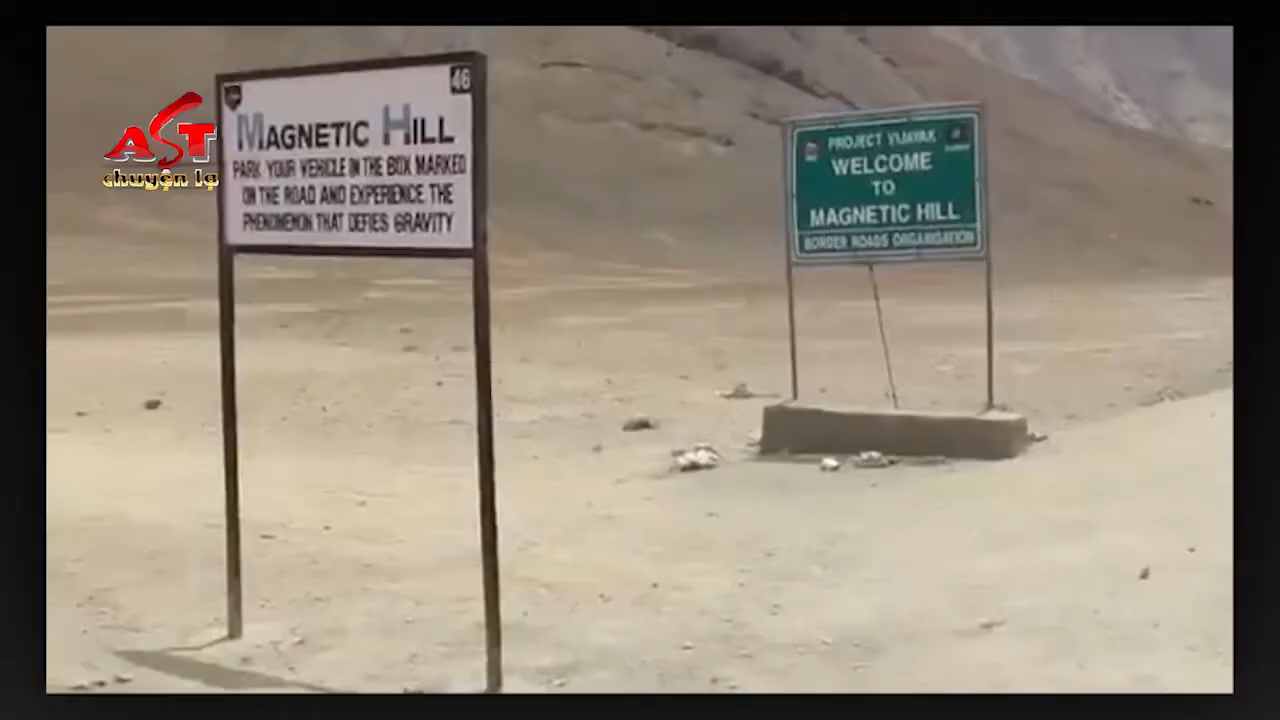 AST
chuyện lạ
46
MAGNETIC HILL
PARK YOUR VEHICLE IN THE BOX MARKED
ON THE ROAD AND EXPERIENCE THE
PHENOMENON THAT DEFIES GRAVITY
PROJECT VIJAYAK
WELCOME
TO
MAGNETIC HILL
BORDER ROADS ORGANISATION